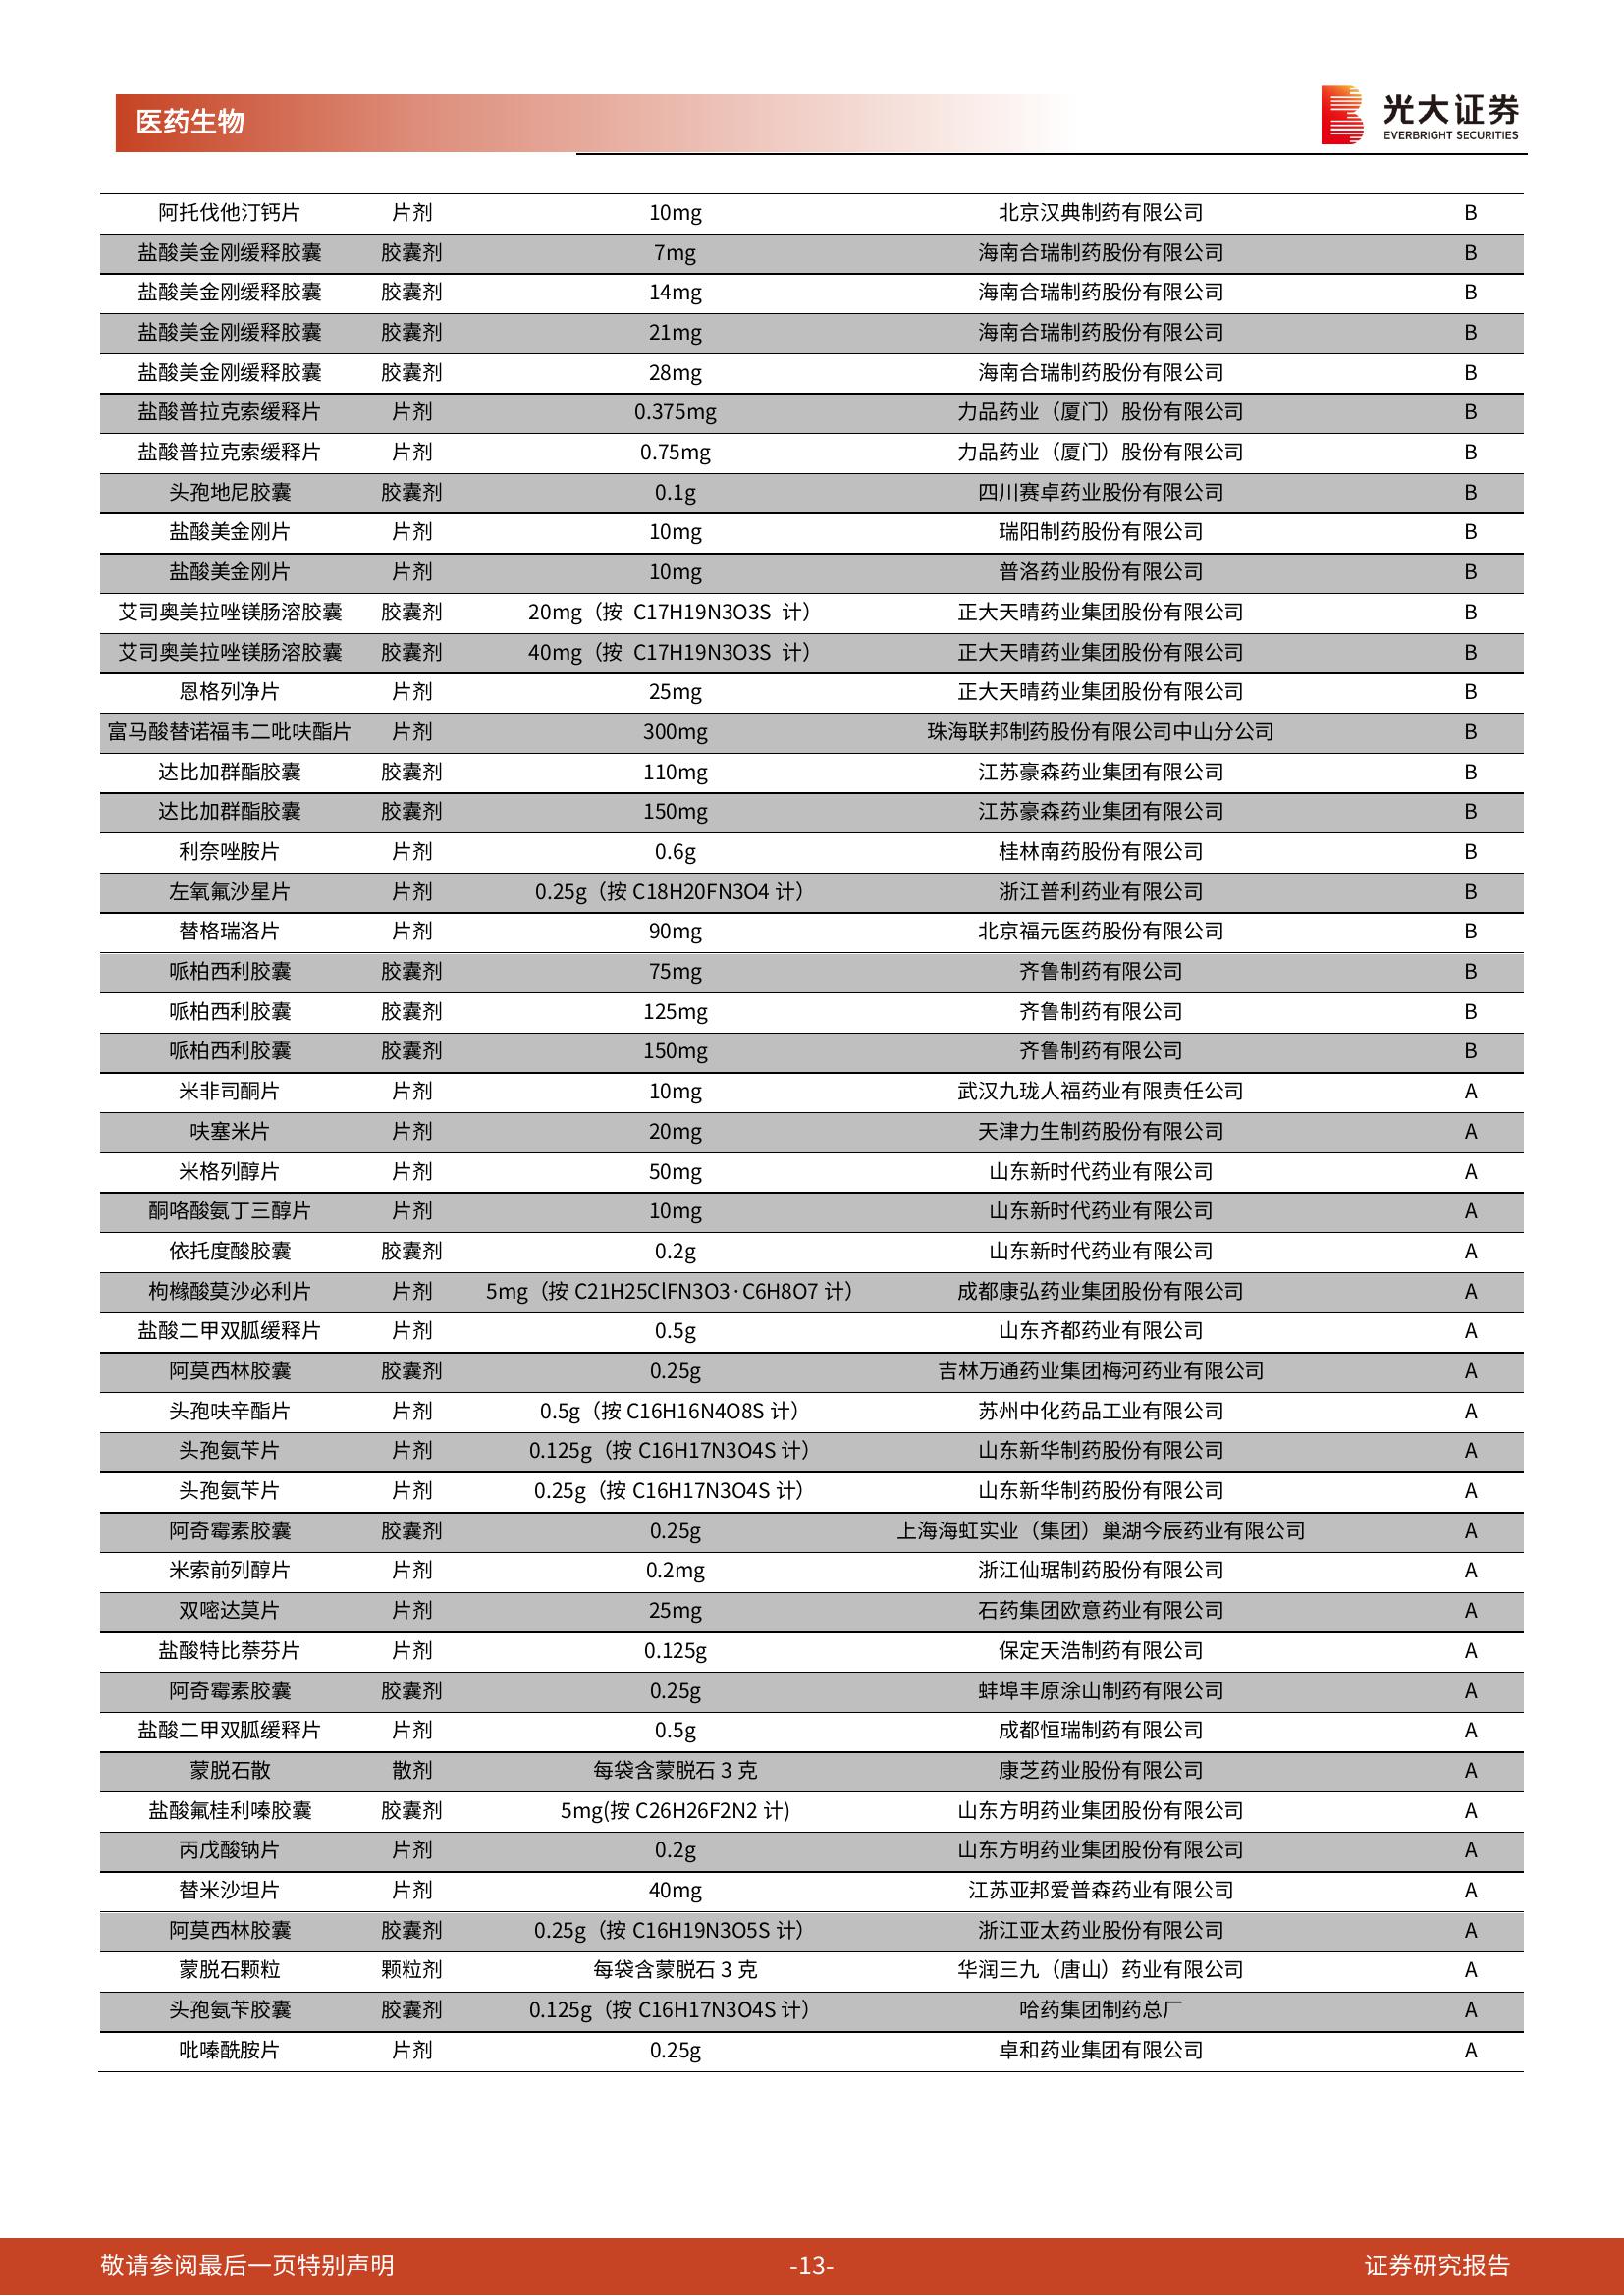 医药生物
光大证券
EVERBRIGHT SECURITIES
阿托伐他汀钙片 片剂 10mg 北京汉典制药有限公司 B
盐酸美金刚缓释胶囊 胶囊剂 7mg 海南合瑞制药股份有限公司 B
盐酸美金刚缓释胶囊 胶囊剂 14mg 海南合瑞制药股份有限公司 B
盐酸美金刚缓释胶囊 胶囊剂 21mg 海南合瑞制药股份有限公司 B
盐酸美金刚缓释胶囊 胶囊剂 28mg 海南合瑞制药股份有限公司 B
盐酸普拉克索缓释片 片剂 0.375mg 力品药业（厦门）股份有限公司 B
盐酸普拉克索缓释片 片剂 0.75mg 力品药业（厦门）股份有限公司 B
头孢地尼胶囊 胶囊剂 0.1g 四川赛卓药业股份有限公司 B
盐酸美金刚片 片剂 10mg 瑞阳制药股份有限公司 B
盐酸美金刚片 片剂 10mg 普洛药业股份有限公司 B
艾司奥美拉唑镁肠溶胶囊 胶囊剂 20mg（按 C17H19N3O3S 计） 正大天晴药业集团股份有限公司 B
艾司奥美拉唑镁肠溶胶囊 胶囊剂 40mg（按 C17H19N3O3S 计） 正大天晴药业集团股份有限公司 B
恩格列净片 片剂 25mg 正大天晴药业集团股份有限公司 B
富马酸替诺福韦二吡呋酯片 片剂 300mg 珠海联邦制药股份有限公司中山分公司 B
达比加群酯胶囊 胶囊剂 110mg 江苏豪森药业集团有限公司 B
达比加群酯胶囊 胶囊剂 150mg 江苏豪森药业集团有限公司 B
利奈唑胺片 片剂 0.6g 桂林南药股份有限公司 B
左氧氟沙星片 片剂 0.25g（按 C18H20FN3O4 计） 浙江普利药业有限公司 B
替格瑞洛片 片剂 90mg 北京福元医药股份有限公司 B
哌柏西利胶囊 胶囊剂 75mg 齐鲁制药有限公司 B
哌柏西利胶囊 胶囊剂 125mg 齐鲁制药有限公司 B
哌柏西利胶囊 胶囊剂 150mg 齐鲁制药有限公司 B
米非司酮片 片剂 10mg 武汉九珑人福药业有限责任公司 A
呋塞米片 片剂 20mg 天津力生制药股份有限公司 A
米格列醇片 片剂 50mg 山东新时代药业有限公司 A
酮咯酸氨丁三醇片 片剂 10mg 山东新时代药业有限公司 A
依托度酸胶囊 胶囊剂 0.2g 山东新时代药业有限公司 A
枸橼酸莫沙必利片 片剂 5mg（按 C21H25ClFN3O3·C6H8O7 计） 成都康弘药业集团股份有限公司 A
盐酸二甲双胍缓释片 片剂 0.5g 山东齐都药业有限公司 A
阿莫西林胶囊 胶囊剂 0.25g 吉林万通药业集团梅河药业有限公司 A
头孢呋辛酯片 片剂 0.5g（按 C16H16N4O8S 计） 苏州中化药品工业有限公司 A
头孢氨苄片 片剂 0.125g（按 C16H17N3O4S 计） 山东新华制药股份有限公司 A
头孢氨苄片 片剂 0.25g（按 C16H17N3O4S 计） 山东新华制药股份有限公司 A
阿奇霉素胶囊 胶囊剂 0.25g 上海海虹实业（集团）巢湖今辰药业有限公司 A
米索前列醇片 片剂 0.2mg 浙江仙琚制药股份有限公司 A
双嘧达莫片 片剂 25mg 石药集团欧意药业有限公司 A
盐酸特比萘芬片 片剂 0.125g 保定天浩制药有限公司 A
阿奇霉素胶囊 胶囊剂 0.25g 蚌埠丰原涂山制药有限公司 A
盐酸二甲双胍缓释片 片剂 0.5g 成都恒瑞制药有限公司 A
蒙脱石散 散剂 每袋含蒙脱石 3 克 康芝药业股份有限公司 A
盐酸氟桂利嗪胶囊 胶囊剂 5mg(按 C26H26F2N2 计) 山东方明药业集团股份有限公司 A
丙戊酸钠片 片剂 0.2g 山东方明药业集团股份有限公司 A
替米沙坦片 片剂 40mg 江苏亚邦爱普森药业有限公司 A
阿莫西林胶囊 胶囊剂 0.25g（按 C16H19N3O5S 计） 浙江亚太药业股份有限公司 A
蒙脱石颗粒 颗粒剂 每袋含蒙脱石 3 克 华润三九（唐山）药业有限公司 A
头孢氨苄胶囊 胶囊剂 0.125g（按 C16H17N3O4S 计） 哈药集团制药总厂 A
吡嗪酰胺片 片剂 0.25g 卓和药业集团有限公司 A
敬请参阅最后一页特别声明 -13- 证券研究报告